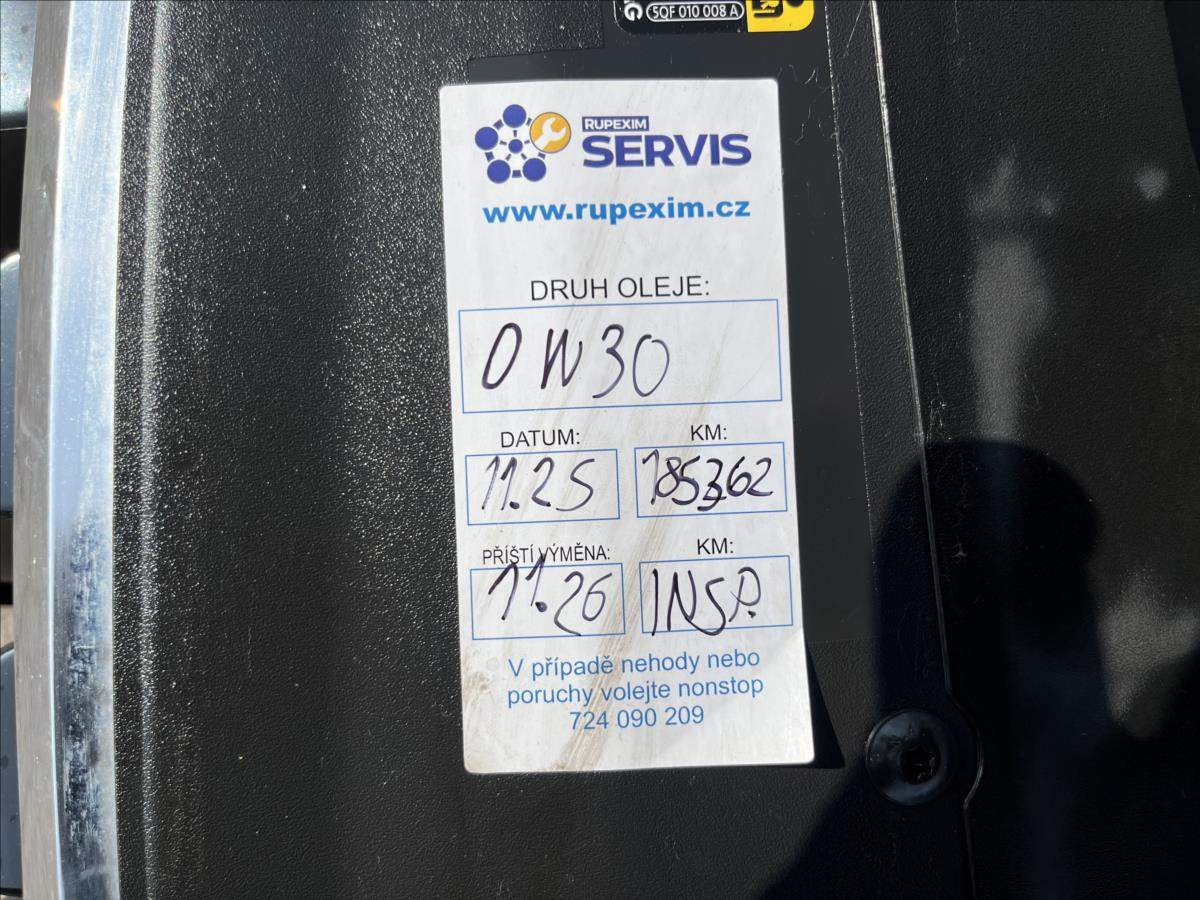 5QF 010 008 A
RUPEXIM
SERVIS
www.rupexim.cz
DRUH OLEJE:
0W30
DATUM: KM:
11.25 185362
PŘÍŠTÍ VÝMĚNA: KM:
11.26 INSP.
V případě nehody nebo
poruchy volejte nonstop
724 090 209